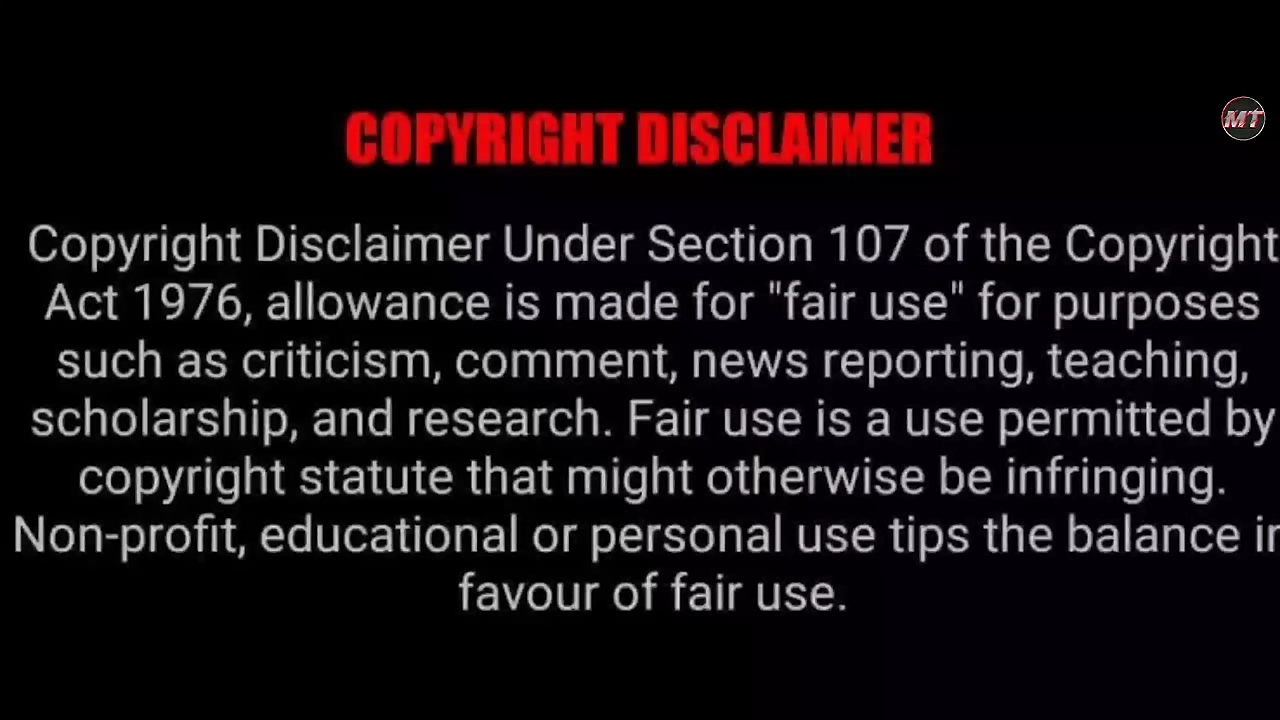 MT
COPYRIGHT DISCLAIMER
Copyright Disclaimer Under Section 107 of the Copyright
Act 1976, allowance is made for "fair use" for purposes
such as criticism, comment, news reporting, teaching,
scholarship, and research. Fair use is a use permitted by
copyright statute that might otherwise be infringing.
Non-profit, educational or personal use tips the balance in
favour of fair use.